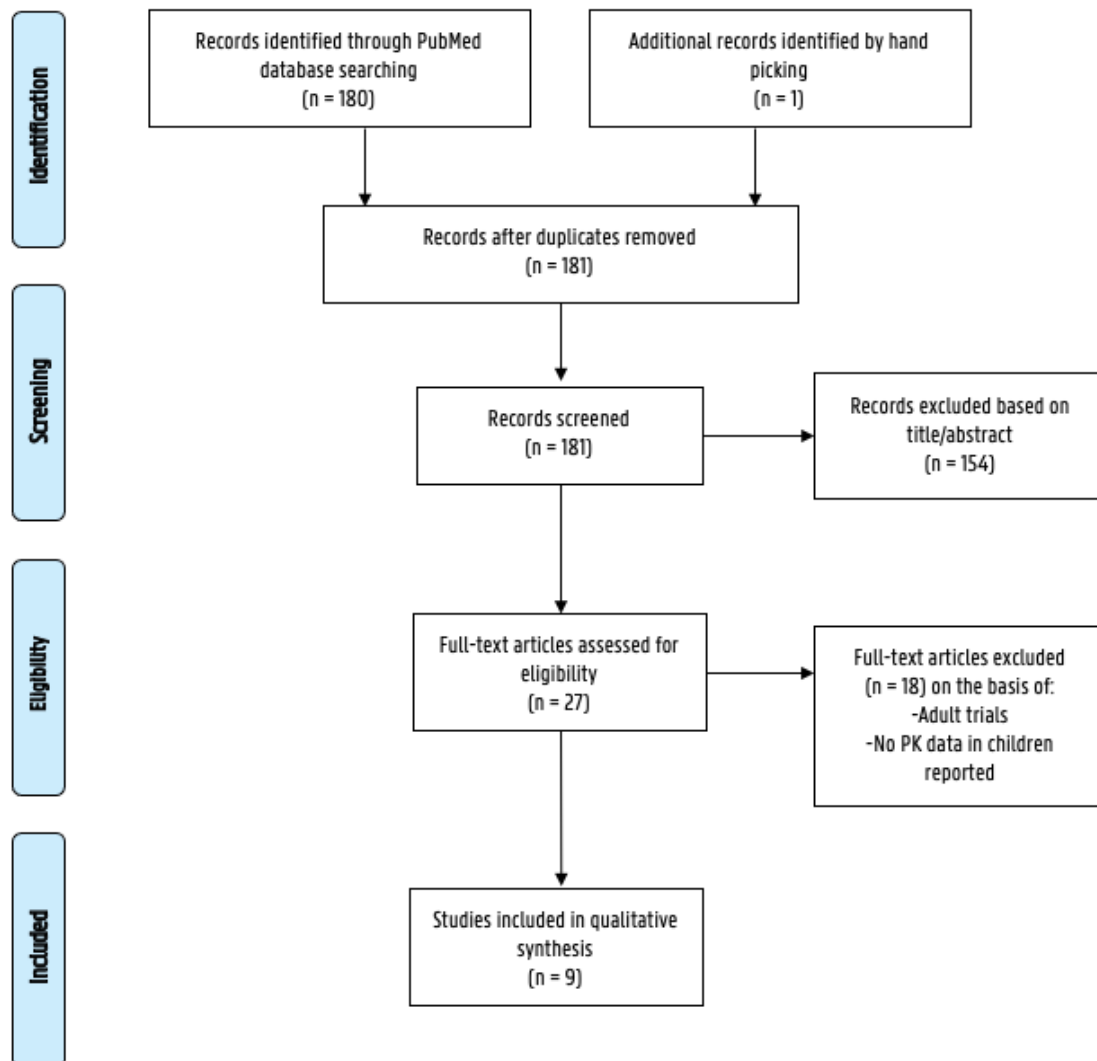 Identification
Records identified through PubMed
database searching
(n = 180)
Additional records identified by hand
picking
(n = 1)
Records after duplicates removed
(n = 181)
Screening
Records screened
(n = 181)
Records excluded based on
title/abstract
(n = 154)
Eligibility
Full-text articles assessed for
eligibility
(n = 27)
Full-text articles excluded
(n = 18) on the basis of:
-Adult trials
-No PK data in children
reported
Included
Studies included in qualitative
synthesis
(n = 9)